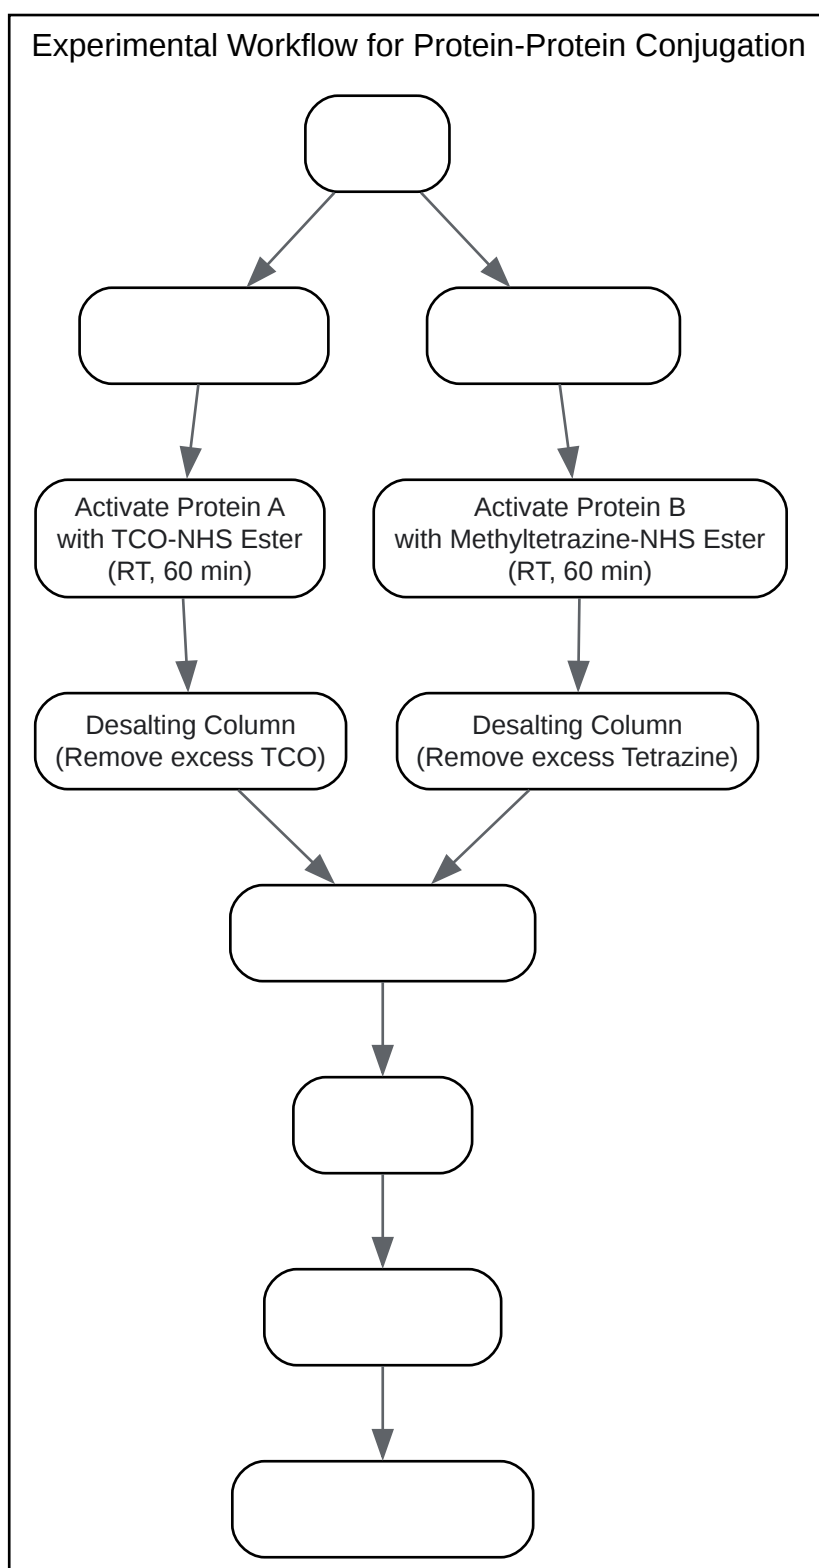 Experimental Workflow for Protein-Protein Conjugation
Activate Protein A
with TCO-NHS Ester
(RT, 60 min)
Activate Protein B
with Methyltetrazine-NHS Ester
(RT, 60 min)
Desalting Column
(Remove excess TCO)
Desalting Column
(Remove excess Tetrazine)